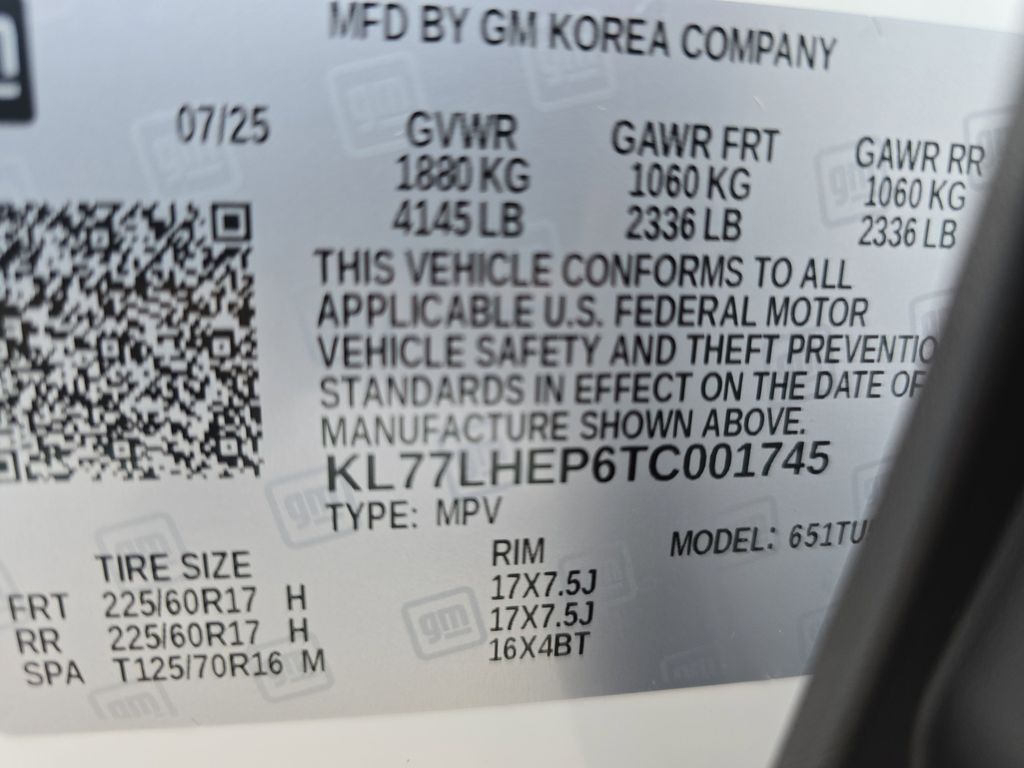 MFD BY GM KOREA COMPANY
07/25
GVWR GAWR FRT GAWR RR
1880 KG 1060 KG 1060 KG
4145 LB 2336 LB 2336 LB
THIS VEHICLE CONFORMS TO ALL
APPLICABLE U.S. FEDERAL MOTOR
VEHICLE SAFETY AND THEFT PREVENTIO
STANDARDS IN EFFECT ON THE DATE OF
MANUFACTURE SHOWN ABOVE.
KL77LHEP6TC001745
TYPE: MPV MODEL: 651TU
TIRE SIZE RIM
FRT 225/60R17 H 17X7.5J
RR 225/60R17 H 17X7.5J
SPA T125/70R16 M 16X4BT
gm